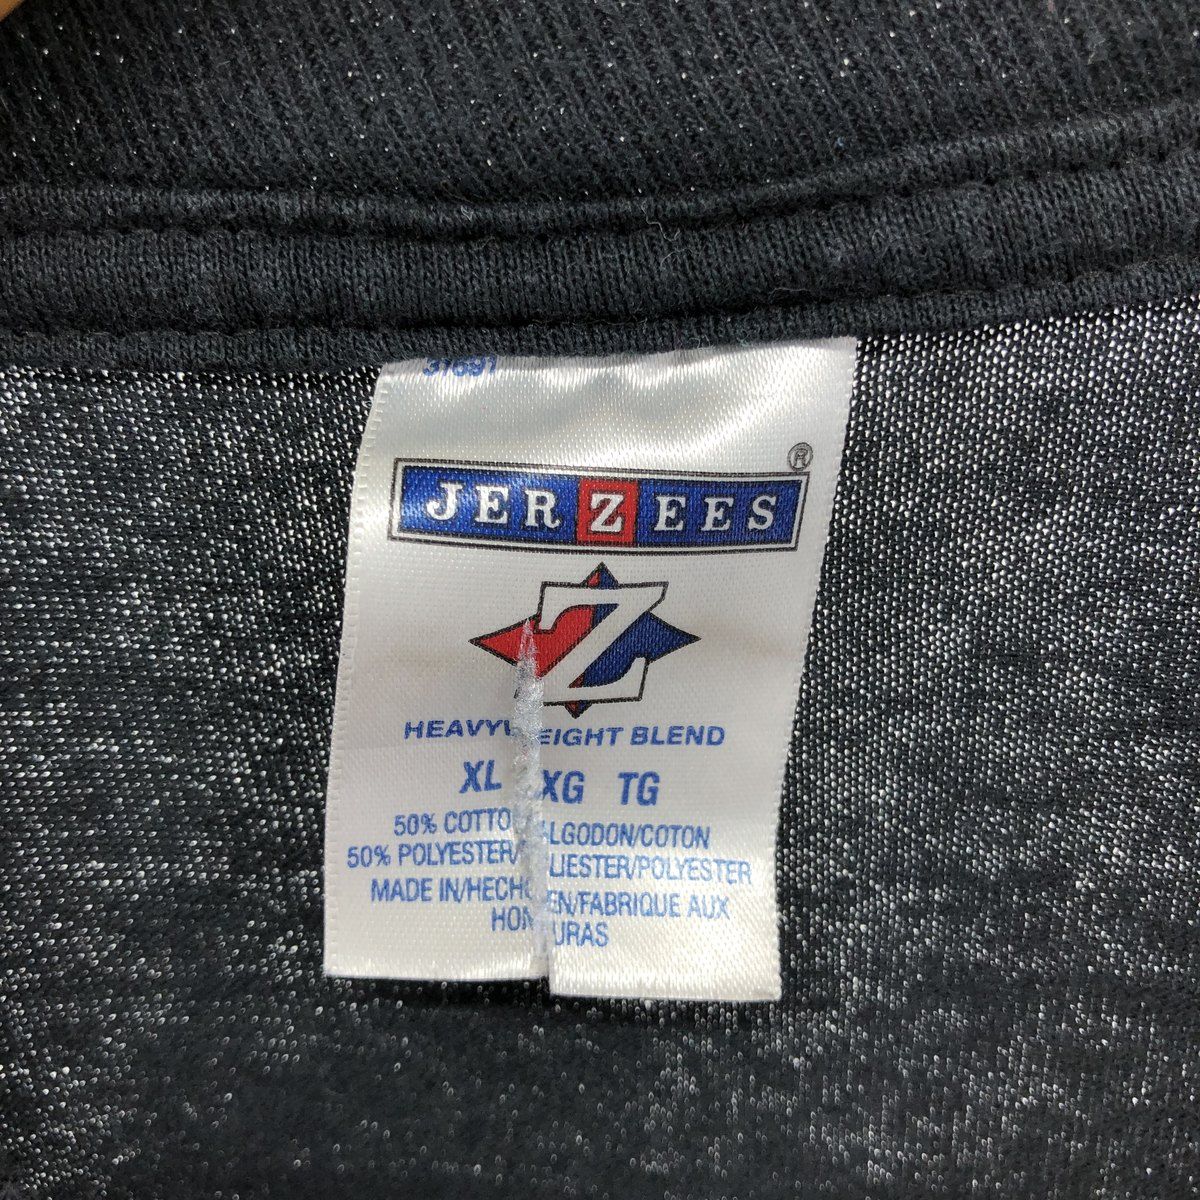 31691
JERZEES ®
Z
HEAVYWEIGHT BLEND
XL XG TG
50% COTTON/ALGODON/COTON
50% POLYESTER/POLIESTER/POLYESTER
MADE IN/HECHO EN/FABRIQUE AUX
HONDURAS